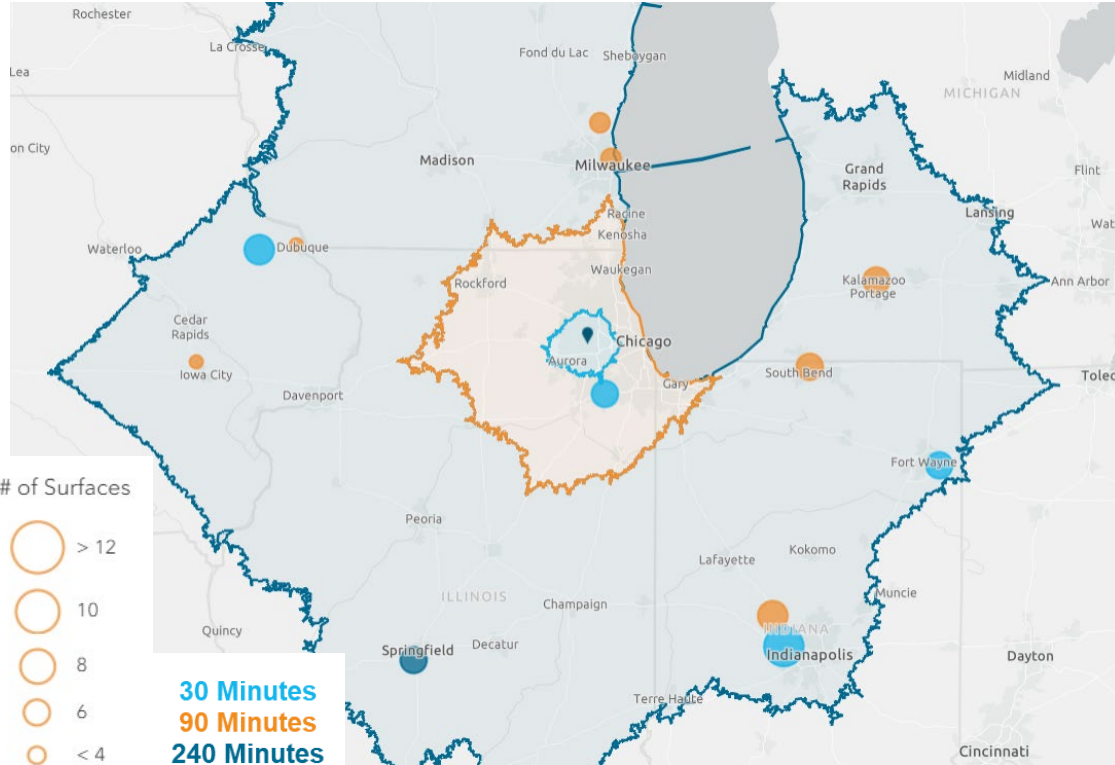 Rochester
La Crosse
Fond du Lac
Sheboygan
Lea
Midland
MICHIGAN
on City
Madison
Milwaukee
Grand
Rapids
Flint
Lansing
Wat
Racine
Kenosha
Waterloo
Dubuque
Waukegan
Rockford
Kalamazoo
Portage
Ann Arbor
Cedar
Rapids
Chicago
Aurora
Iowa City
Gary
South Bend
Toled
Davenport
Fort Wayne
# of Surfaces
> 12
10
8
6
< 4
Peoria
Lafayette
Kokomo
ILLINOIS
Champaign
Muncie
Quincy
INDIANA
Springfield
Decatur
Indianapolis
Dayton
Terre Haute
Cincinnati
30 Minutes
90 Minutes
240 Minutes